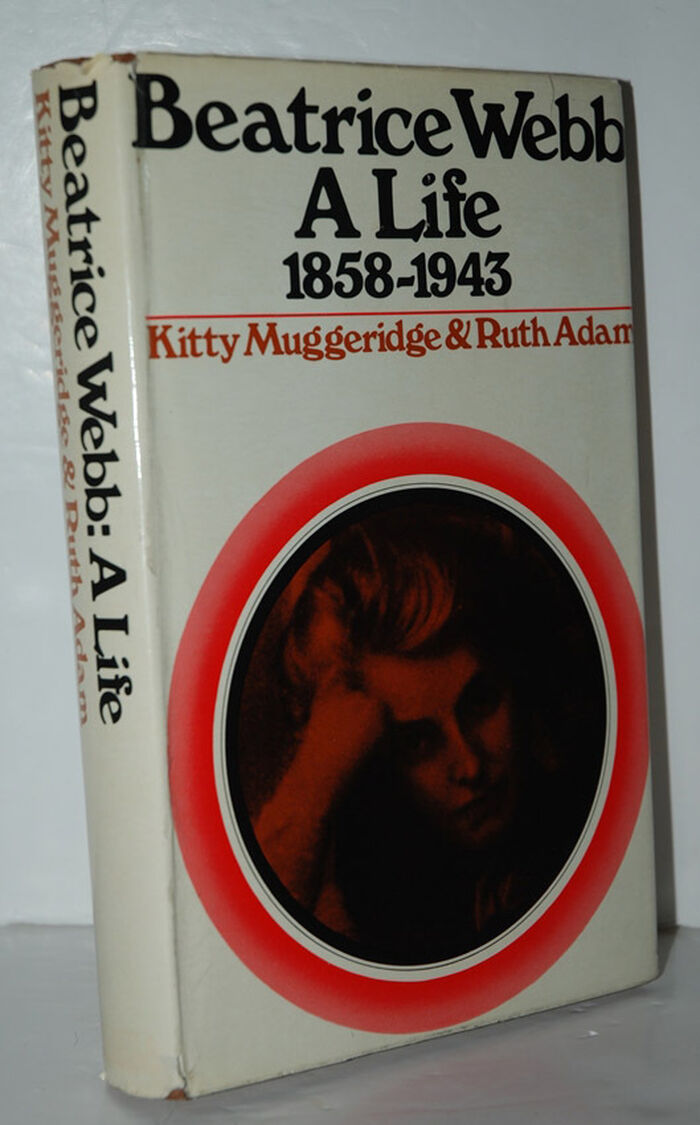 Beatrice Webb
A Life
1858-1943
Kitty Muggeridge & Ruth Adam
Beatrice Webb: A Life
Kitty Muggeridge & Ruth Adam